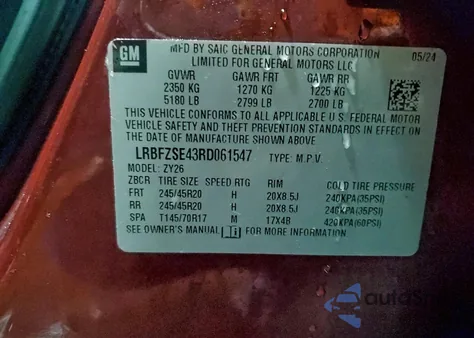 GM
MFD BY SAIC GENERAL MOTORS CORPORATION 05/24
LIMITED FOR GENERAL MOTORS LLC
GVWR GAWR FRT GAWR RR
2350 KG 1270 KG 1225 KG
5180 LB 2799 LB 2700 LB
THIS VEHICLE CONFORMS TO ALL APPLICABLE U.S FEDERAL MOTOR
VEHICLE SAFETY AND THEFT PREVENTION STANDARDS IN EFFECT ON
THE DATE OF MANUFACTURE SHOWN ABOVE.
LRBFZSE43RD061547 TYPE: M.P.V.
MODEL: ZY26
ZBCR TIRE SIZE SPEED RTG RIM COLD TIRE PRESSURE
FRT 245/45R20 H 20X8.5J 240KPA(35PSI)
RR 245/45R20 H 20X8.5J 240KPA(35PSI)
SPA T145/70R17 M 17X4B 420KPA(60PSI)
SEE OWNER'S MANUAL i FOR MORE INFORMATION